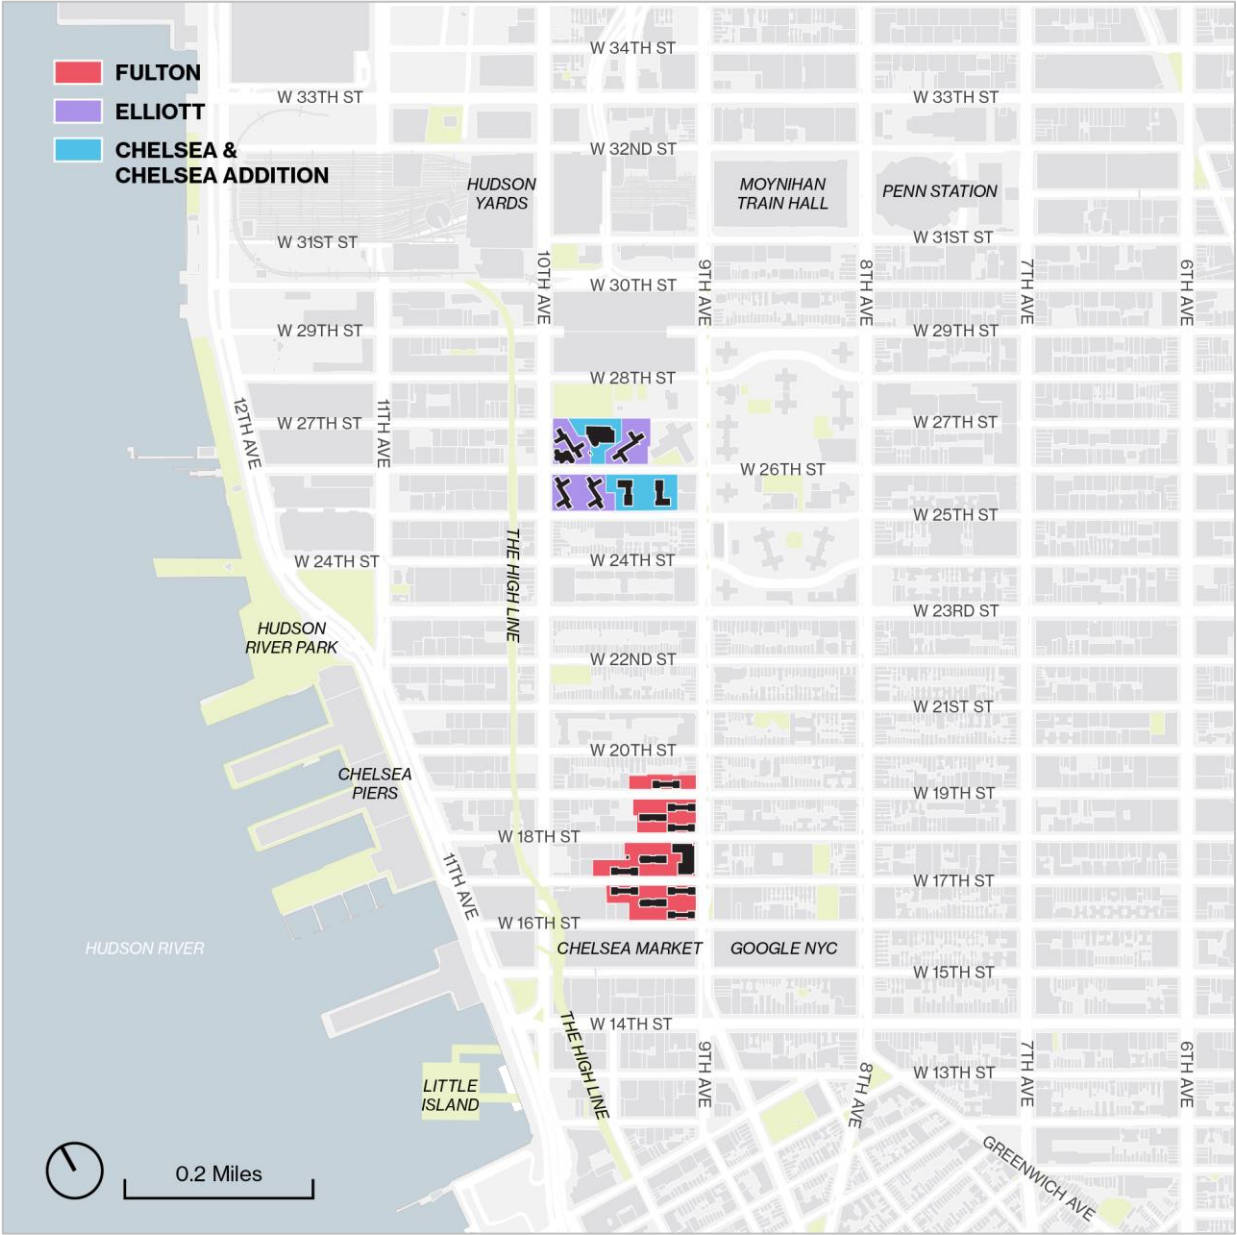 FULTON
ELLIOTT
CHELSEA &
CHELSEA ADDITION
W 34TH ST
W 33TH ST
W 33TH ST
W 32ND ST
HUDSON
YARDS
MOYNIHAN
TRAIN HALL
PENN STATION
W 31ST ST
W 31ST ST
10TH AVE
9TH AVE
8TH AVE
7TH AVE
6TH AVE
W 30TH ST
W 29TH ST
W 29TH ST
W 28TH ST
12TH AVE
11TH AVE
W 27TH ST
W 27TH ST
W 26TH ST
W 25TH ST
W 24TH ST
W 24TH ST
THE HIGH LINE
W 23RD ST
HUDSON
RIVER PARK
W 22ND ST
W 21ST ST
W 20TH ST
CHELSEA
PIERS
W 19TH ST
W 18TH ST
11TH AVE
W 17TH ST
W 16TH ST
HUDSON RIVER
CHELSEA MARKET
GOOGLE NYC
W 15TH ST
THE HIGH LINE
W 14TH ST
9TH AVE
8TH AVE
7TH AVE
6TH AVE
W 13TH ST
LITTLE
ISLAND
GREENWICH AVE
0.2 Miles